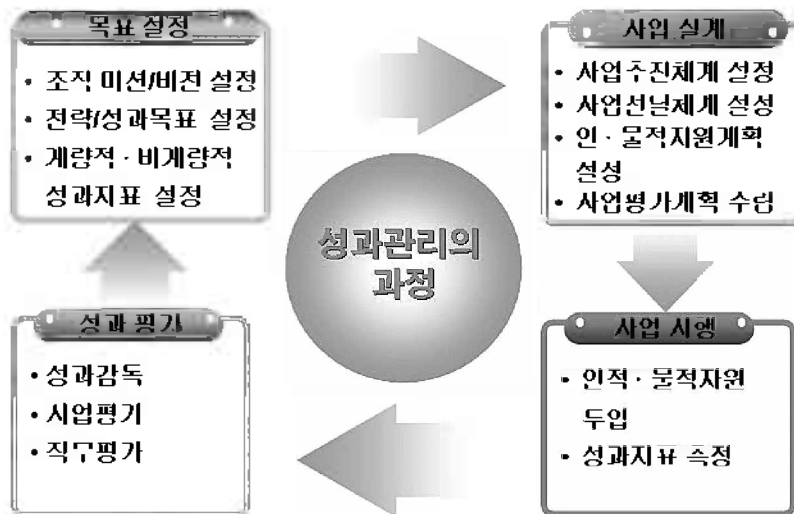 목표 설정
• 조직 미션/비전 설정
• 전략/성과목표 설정
• 계량적 · 비계량적
성과지표 설정
사업 설계
• 사업추진체계 설정
• 사업전달체계 설정
• 인 · 물적지원계획
설정
• 사업평가계획 수립
성과관리의
과정
성과 평가
• 성과감독
• 사업평가
• 직무평가
사업 시행
• 인적 · 물적자원
투입
• 성과지표 측정